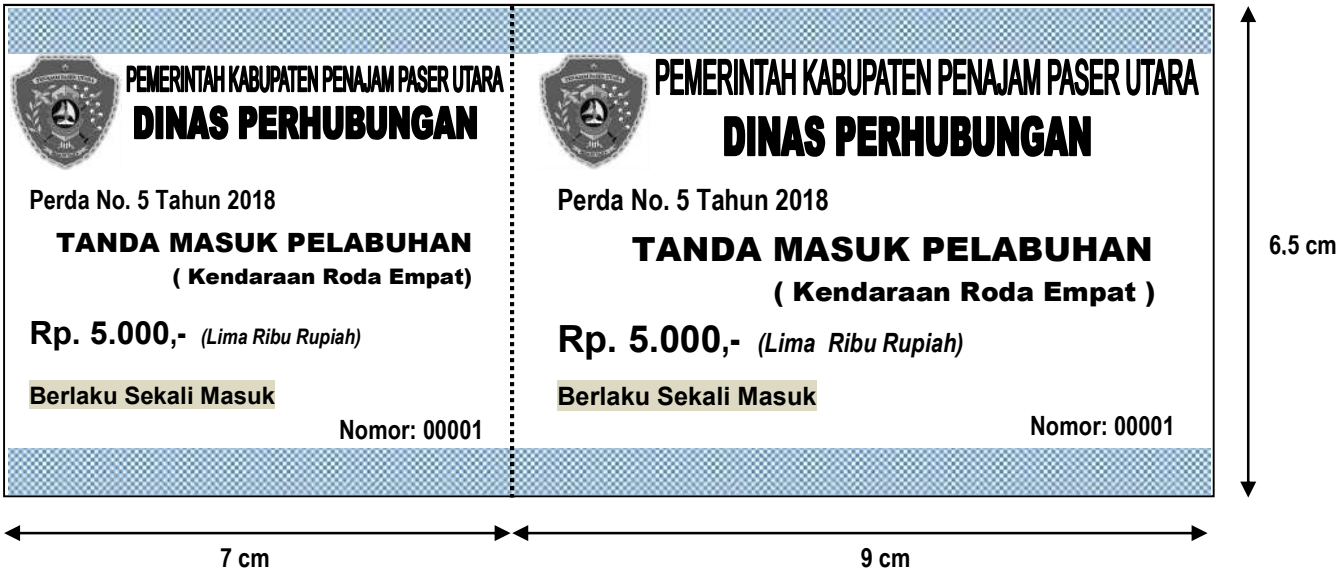 PEMERINTAH KABUPATEN PENAJAM PASER UTARA
DINAS PERHUBUNGAN
Perda No. 5 Tahun 2018
TANDA MASUK PELABUHAN
( Kendaraan Roda Empat)
Rp. 5.000,- (Lima Ribu Rupiah)
Berlaku Sekali Masuk
Nomor: 00001
PEMERINTAH KABUPATEN PENAJAM PASER UTARA
DINAS PERHUBUNGAN
Perda No. 5 Tahun 2018
TANDA MASUK PELABUHAN
( Kendaraan Roda Empat )
Rp. 5.000,- (Lima Ribu Rupiah)
Berlaku Sekali Masuk
Nomor: 00001
6.5 cm
7 cm
9 cm